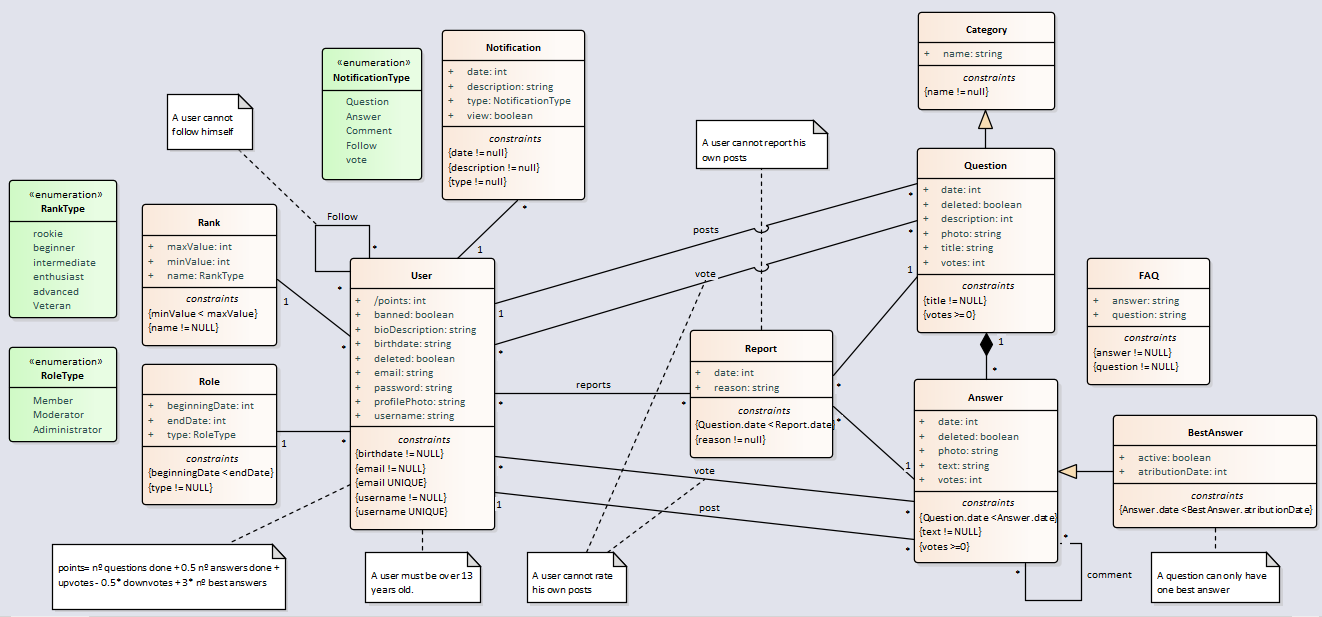 Category
+ name: string
constraints
{name != null}
Notification
+ date: int
+ description: string
+ type: NotificationType
+ view: boolean
constraints
{date != null}
{description != null}
{type != null}
«enumeration»
NotificationType
Question
Answer
Comment
Follow
vote
A user cannot
follow himself
A user cannot report his
own posts
Question
+ date: int
+ deleted: boolean
+ description: int
+ photo: string
+ title: string
+ votes: int
constraints
{title != NULL}
{votes >= 0}
«enumeration»
RankType
rookie
beginner
intermediate
enthusiast
advanced
Veteran
Rank
+ maxValue: int
+ minValue: int
+ name: RankType
constraints
{minValue < maxValue}
{name != NULL}
Follow
*
*
*
1
posts
*
*
1
vote
1
*
1
*
User
+ /points: int
+ banned: boolean
+ bioDescription: string
+ birthdate: string
+ deleted: boolean
+ email: string
+ password: string
+ profilePhoto: string
+ username: string
constraints
{birthdate != NULL}
{email != NULL}
{email UNIQUE}
{username != NULL}
{username UNIQUE}
FAQ
+ answer: string
+ question: string
constraints
{answer != NULL}
{question != NULL}
Report
+ date: int
+ reason: string
constraints
{Question.date < Report.date}
{reason != null}
reports
*
*
*
*
1
1
*
«enumeration»
RoleType
Member
Moderator
Adiministrator
Role
+ beginningDate: int
+ endDate: int
+ type: RoleType
constraints
{beginningDate < endDate}
{type != NULL}
1
*
Answer
+ date: int
+ deleted: boolean
+ photo: string
+ text: string
+ votes: int
constraints
{Question.date <Answer.date}
{text != NULL}
{votes >=0}
BestAnswer
+ active: boolean
+ atributionDate: int
constraints
{Answer.date <BestAnswer.atributionDate}
vote
*
*
post
1
*
*
*
comment
points= nº questions done + 0.5 nº answers done +
upvotes- 0.5* downvotes + 3* nº best answers
A user must be over 13
years old.
A user cannot rate
his own posts
A question can only have
one best answer